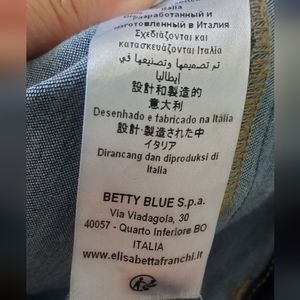 Italia
Разработанный и
изготовленный в Италия
Σχεδιάζονται και
κατασκευάζονται Ιταλία
تم تصميمها وتصنيعها في
إيطاليا
設計和製造的
意大利
Desenhado e fabricado na Itália
設計・製造された中
イタリア
Dirancang dan diproduksi di
Italia
BETTY BLUE S.p.a.
Via Viadagola, 30
40057 - Quarto Inferiore BO
ITALIA
www.elisabettafranchi.it